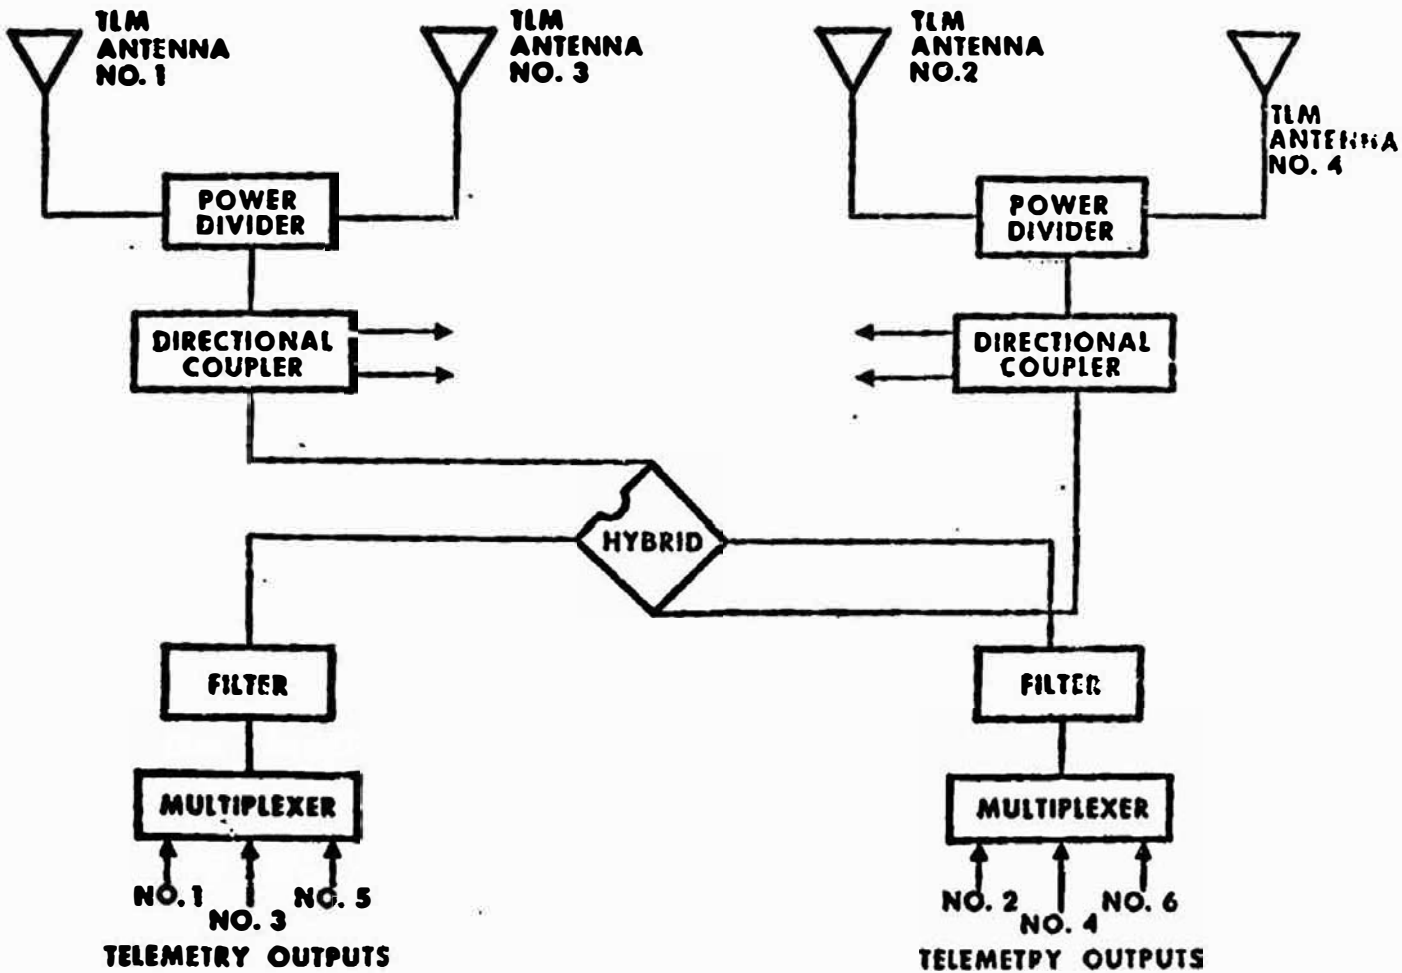 TLM
ANTENNA
NO. 1
TLM
ANTENNA
NO. 3
TLM
ANTENNA
NO.2
TLM
ANTENNA
NO. 4
POWER
DIVIDER
POWER
DIVIDER
DIRECTIONAL
COUPLER
DIRECTIONAL
COUPLER
HYBRID
FILTER
FILTER
MULTIPLEXER
MULTIPLEXER
NO.1
NO. 3
NO. 5
TELEMETRY OUTPUTS
NO. 2
NO. 4
NO. 6
TELEMETRY OUTPUTS